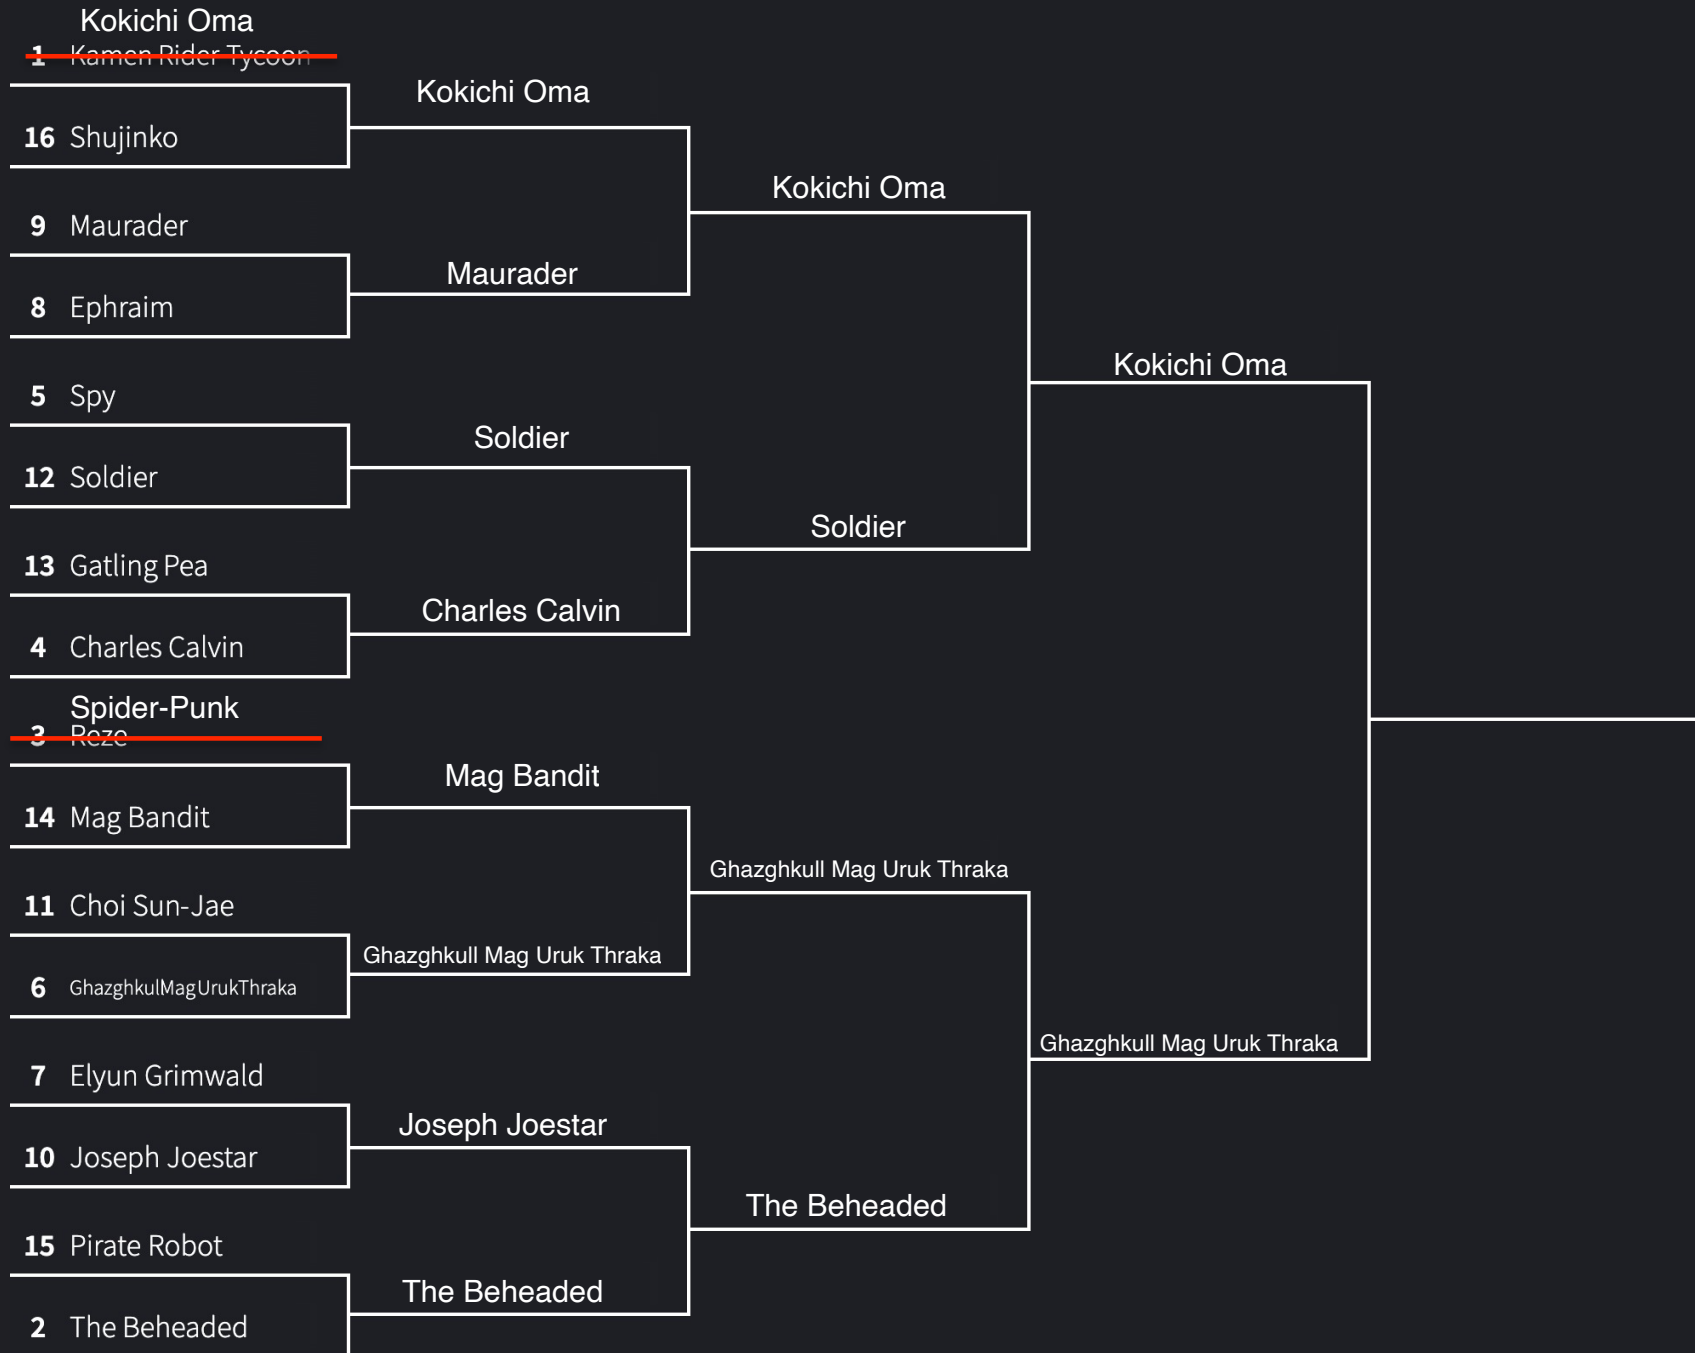 Kokichi Oma
1 Kamen Rider Tycoon
Kokichi Oma
16 Shujinko
Kokichi Oma
9 Maurader
Maurader
8 Ephraim
Kokichi Oma
5 Spy
Soldier
12 Soldier
Soldier
13 Gatling Pea
Charles Calvin
4 Charles Calvin
Spider-Punk
3 Reze
Mag Bandit
14 Mag Bandit
Ghazghkull Mag Uruk Thraka
11 Choi Sun-Jae
Ghazghkull Mag Uruk Thraka
6 GhazghkulMagUrukThraka
Ghazghkull Mag Uruk Thraka
7 Elyun Grimwald
Joseph Joestar
10 Joseph Joestar
The Beheaded
15 Pirate Robot
The Beheaded
2 The Beheaded